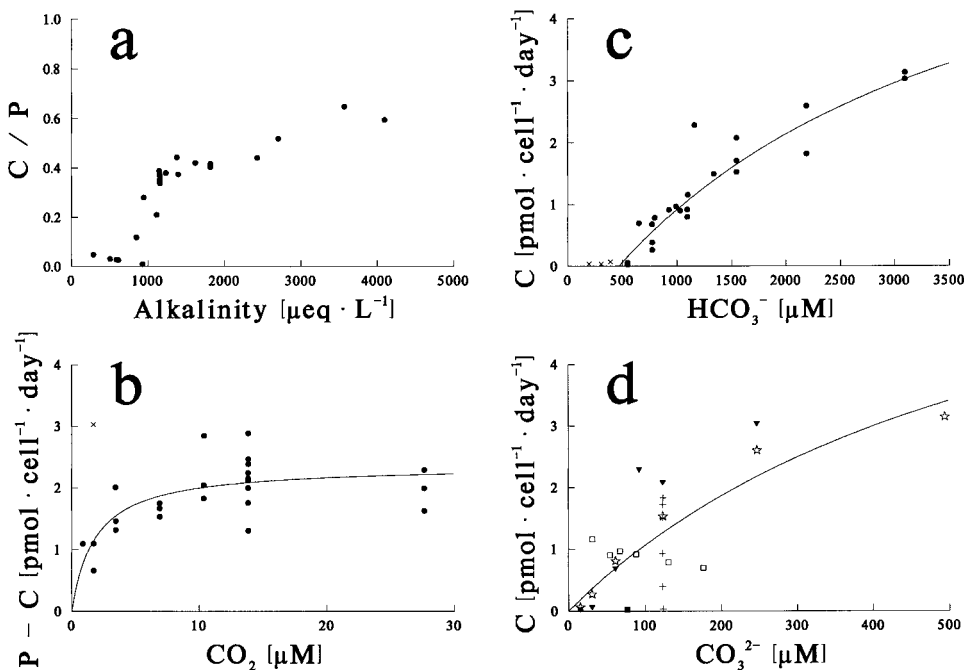 a
C / P
1.0
0.8
0.6
0.4
0.2
0.0
0 1000 2000 3000 4000 5000
Alkalinity [µeq · L⁻¹]
c
C [pmol · cell⁻¹ · day⁻¹]
4
3
2
1
0
0 500 1000 1500 2000 2500 3000 3500
HCO₃⁻ [µM]
b
P – C [pmol · cell⁻¹ · day⁻¹]
4
3
2
1
0
0 10 20 30
CO₂ [µM]
d
C [pmol · cell⁻¹ · day⁻¹]
4
3
2
1
0
0 100 200 300 400 500
CO₃²⁻ [µM]